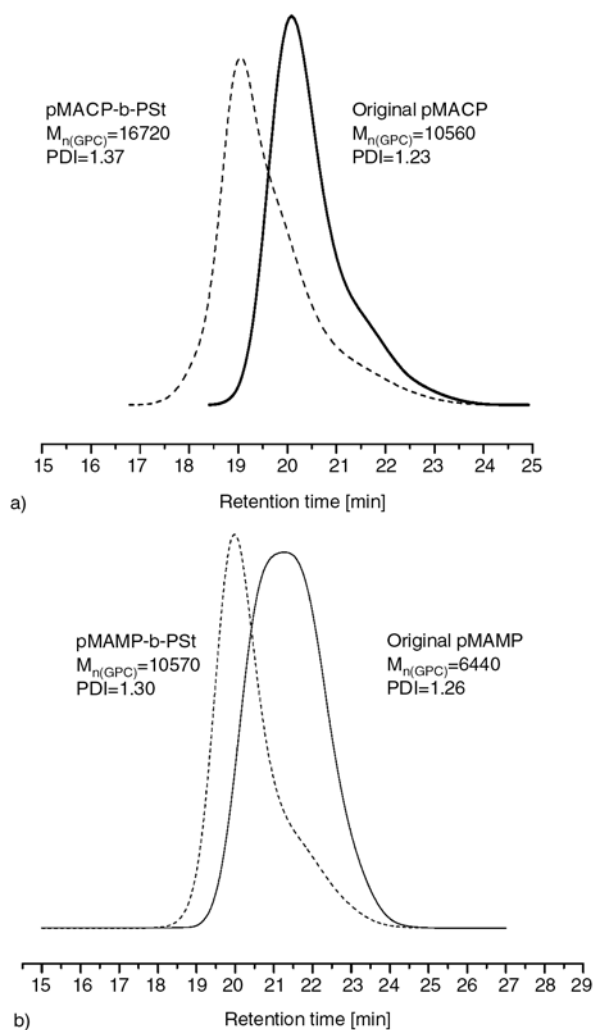 pMACP-b-PSt
Mn(GPC)=16720
PDI=1.37
Original pMACP
Mn(GPC)=10560
PDI=1.23
15 16 17 18 19 20 21 22 23 24 25
Retention time [min]
a)
pMAMP-b-PSt
Mn(GPC)=10570
PDI=1.30
Original pMAMP
Mn(GPC)=6440
PDI=1.26
15 16 17 18 19 20 21 22 23 24 25 26 27 28 29
Retention time [min]
b)